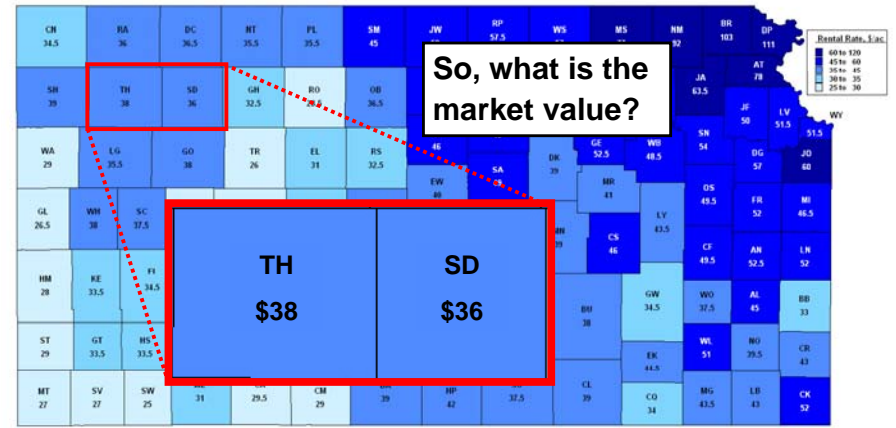 CN RA DC NT PL SM JW RP WS MS NM BR DP
34.5 36 36.5 35.5 35.5 45 57.5 92 103 111
Rental Rate, $/ac
60 to 120
45 to 60
35 to 45
30 to 35
25 to 30
So, what is the
market value?
SH TH SD GH RO OB JA AT
39 38 36 32.5 36.5 63.5 78
JF LV WY
50 51.5 51.5
WA LG GO TR EL RS 46 SA DK GE WB SN DG JO
29 35.5 38 26 31 32.5 39 52.5 48.5 54 57 60
EW MR
41
GL WH SC LY OS FR MI
26.5 38 37.5 43.5 49.5 52 46.5
TH SD
$38 $36
CS CF AN LN
46 49.5 52.5 52
HM KE FI BU GW WO AL BB
28 33.5 34.5 38 34.5 37.5 45 33
ST GT HS EK WL NO CR
29 33.5 33.5 51 39.5 43
MT SV SW CM HP CL CQ MG LB CK
27 27 25 31 29.5 29 39 42 37.5 39 34 43.5 43 52